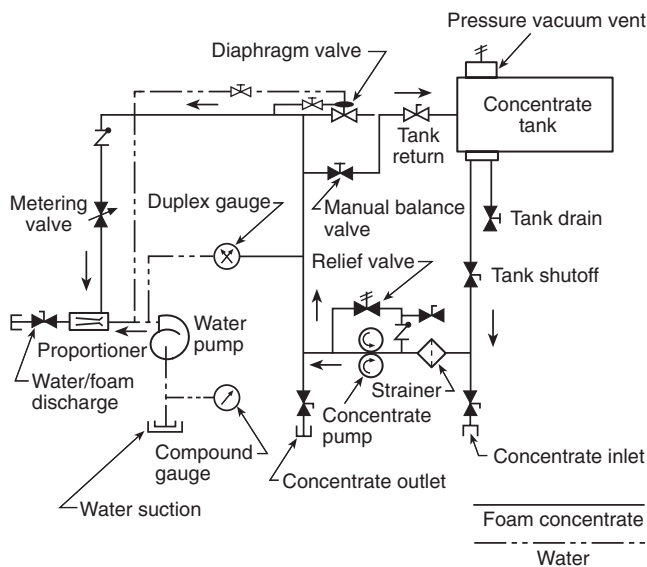 Pressure vacuum vent
Diaphragm valve
Concentrate
tank
Tank
return
Metering
valve
Duplex gauge
Manual balance
valve
Tank drain
Relief valve
Tank shutoff
Water
pump
Proportioner
Water/foam
discharge
Strainer
Concentrate
pump
Compound
gauge
Concentrate outlet
Concentrate inlet
Water suction
Foam concentrate
Water